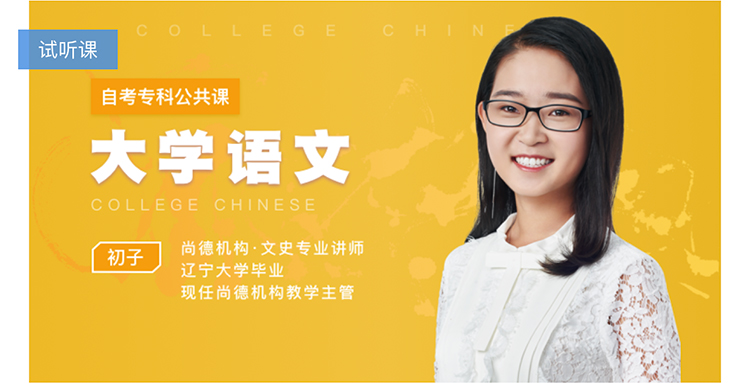 COLLEGE CHINE
试听课
自考专科公共课
大学语文
COLLEGE CHINESE
初子
尚德机构·文史专业讲师
辽宁大学毕业
现任尚德机构教学主管